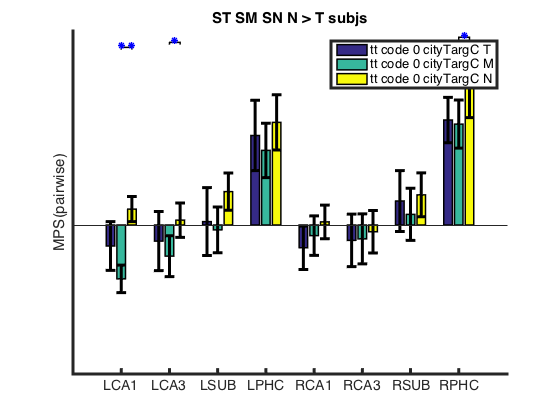 ST SM SN N > T subjs
tt code 0 cityTargC T
tt code 0 cityTargC M
tt code 0 cityTargC N
MPS(pairwise)
LCA1 LCA3 LSUB LPHC RCA1 RCA3 RSUB RPHC